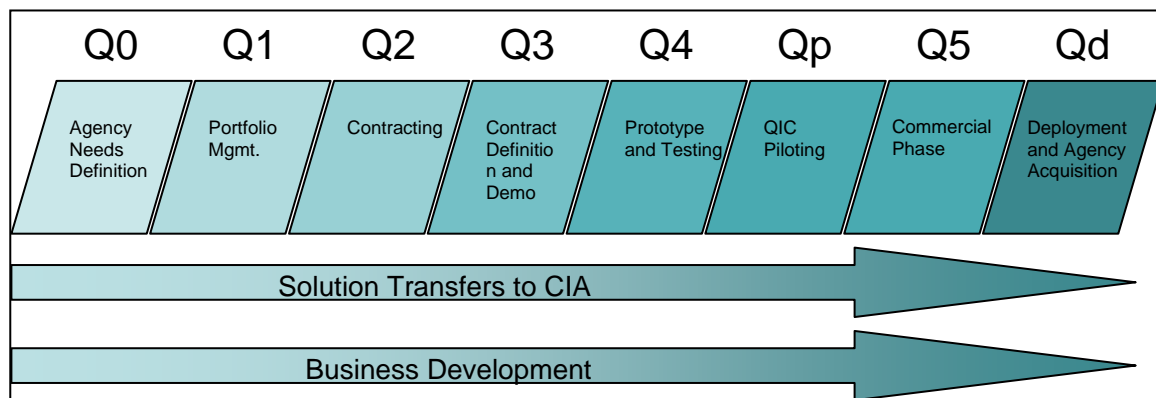 Q0 Q1 Q2 Q3 Q4 Qp Q5 Qd
Agency
Needs
Definition
Portfolio
Mgmt.
Contracting
Contract
Definitio
n and
Demo
Prototype
and Testing
QIC
Piloting
Commercial
Phase
Deployment
and Agency
Acquisition
Solution Transfers to CIA
Business Development